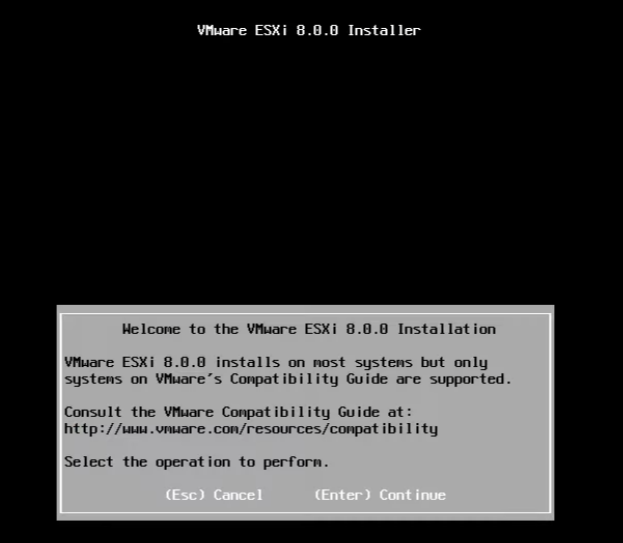 VMware ESXi 8.0.0 Installer
Welcome to the VMware ESXi 8.0.0 Installation
VMware ESXi 8.0.0 installs on most systems but only
systems on VMware's Compatibility Guide are supported.
Consult the VMware Compatibility Guide at:
http://www.vmware.com/resources/compatibility
Select the operation to perform.
(Esc) Cancel (Enter) Continue